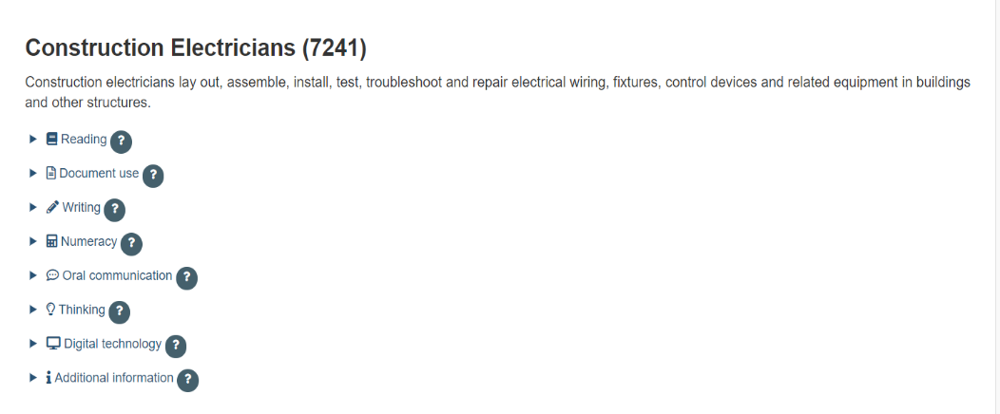 Construction Electricians (7241)
Construction electricians lay out, assemble, install, test, troubleshoot and repair electrical wiring, fixtures, control devices and related equipment in buildings
and other structures.
Reading ?
Document use ?
Writing ?
Numeracy ?
Oral communication ?
Thinking ?
Digital technology ?
Additional information ?